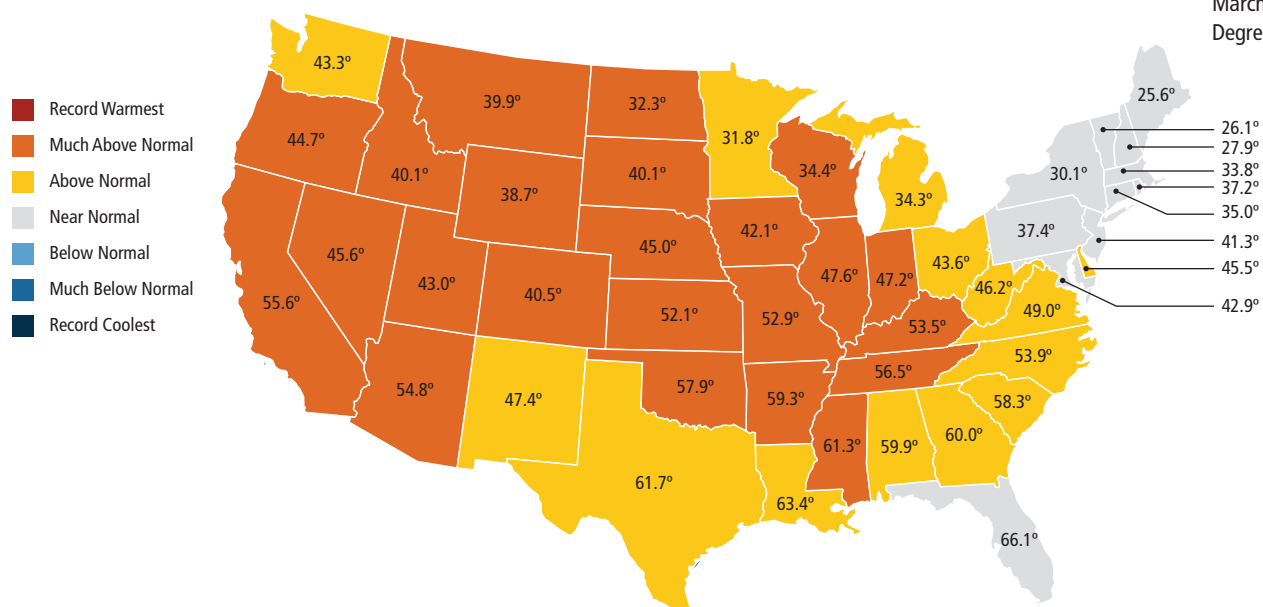 March
Degre
Record Warmest
Much Above Normal
Above Normal
Near Normal
Below Normal
Much Below Normal
Record Coolest
43.3º
39.9º
32.3º
31.8º
25.6º
44.7º
40.1º
38.7º
40.1º
34.4º
34.3º
30.1º
26.1º
27.9º
33.8º
37.2º
35.0º
41.3º
45.5º
42.9º
37.4º
45.6º
43.0º
40.5º
45.0º
42.1º
47.6º
47.2º
43.6º
46.2º
49.0º
55.6º
52.1º
52.9º
53.5º
53.9º
54.8º
47.4º
57.9º
59.3º
56.5º
58.3º
61.7º
63.4º
61.3º
59.9º
60.0º
66.1º